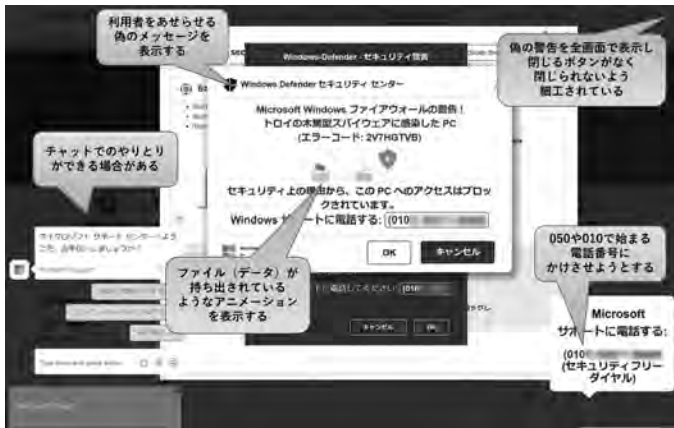 利用者をあせらせる
偽のメッセージを
表示する
偽の警告を全画面で表示し
閉じるボタンがなく
閉じられないよう
細工されている
Windows-Defender - セキュリティ警告
Windows Defender セキュリティ センター
Microsoft Windows ファイアウォールの警告！
トロイの木馬型スパイウェアに感染した PC
(エラーコード: 2V7HGTVB)
チャットでのやりとり
ができる場合がある
セキュリティ上の理由から、この PC へのアクセスはブロッ
クされています。
Windows サポートに電話する: (010
OK
キャンセル
ファイル（データ）が
持ち出されている
ようなアニメーション
を表示する
050や010で始まる
電話番号に
かけさせようとする
電話してください (010
キャンセル
OK
Microsoft
サポートに電話する:
(010
(セキュリティフリー
ダイヤル)